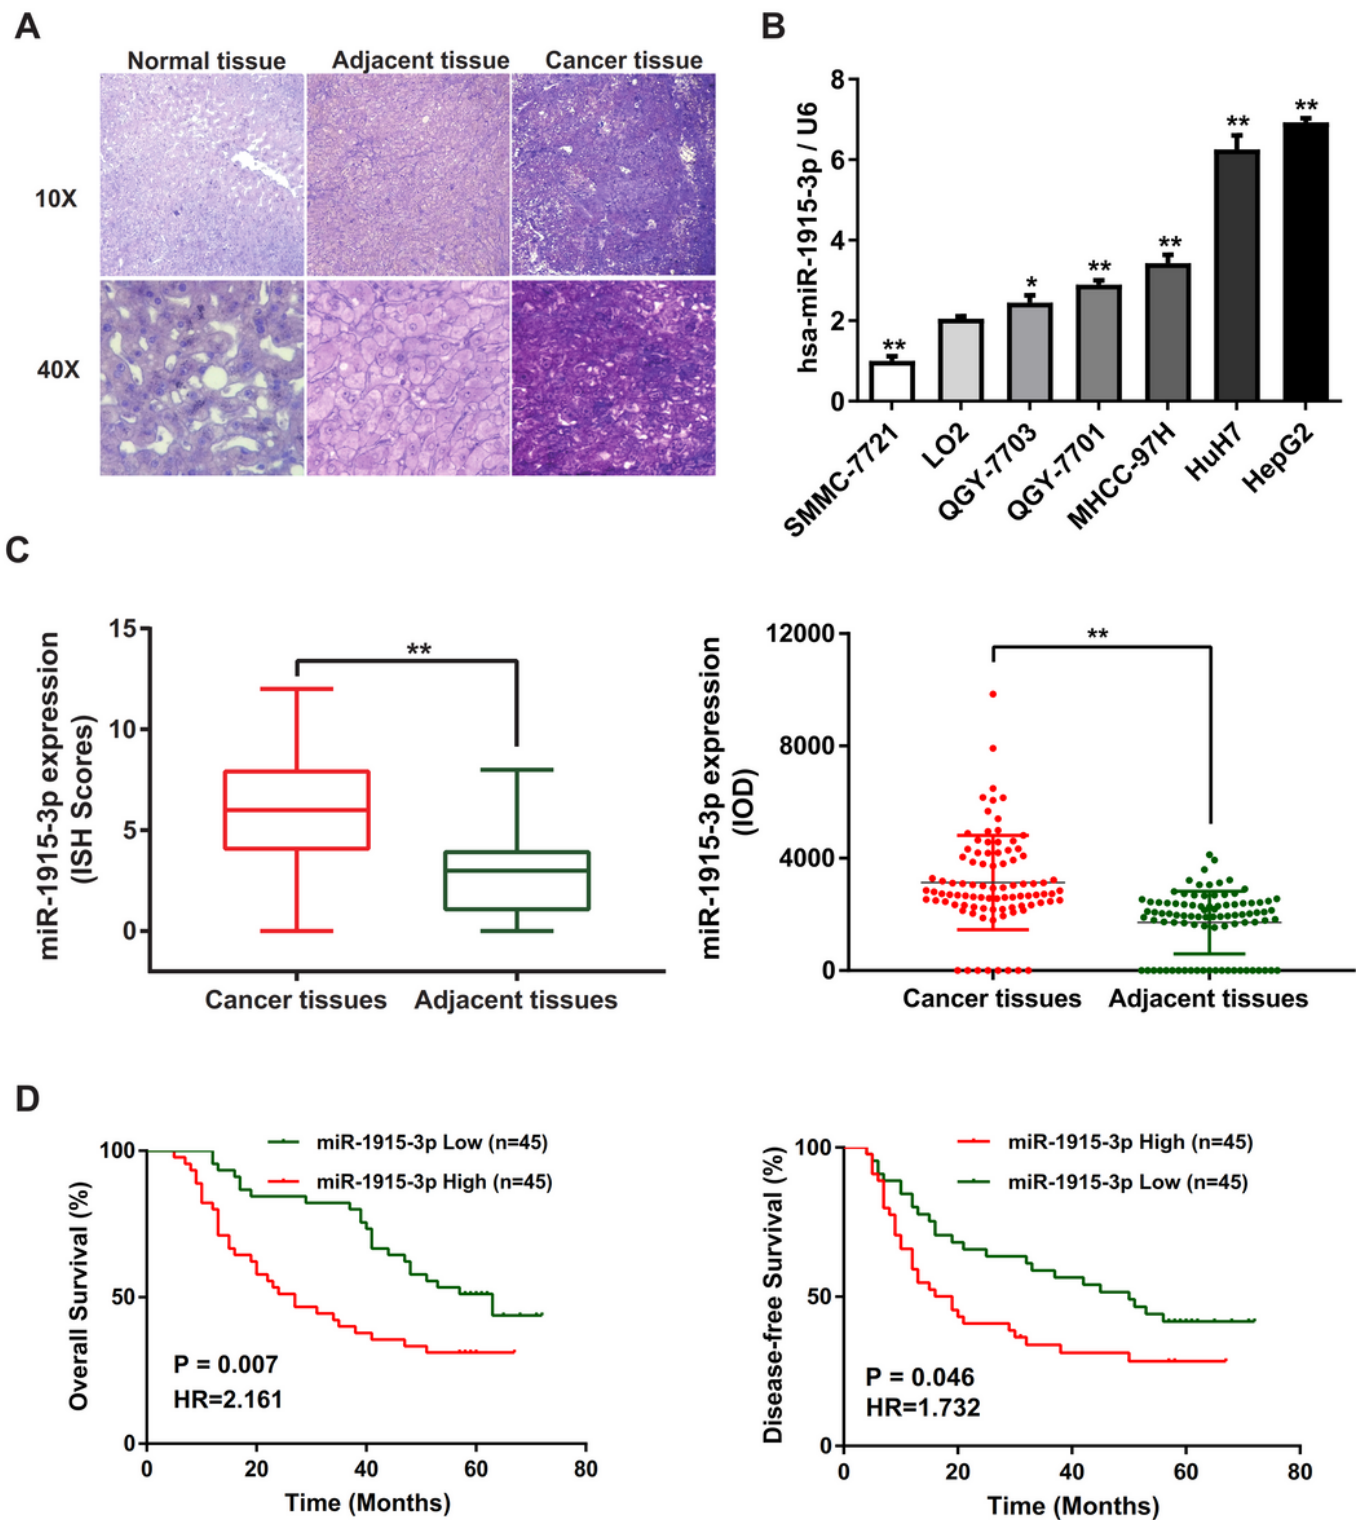 A
Normal tissue Adjacent tissue Cancer tissue
10X
40X
B
hsa-miR-1915-3p / U6
8
6
4
2
0
**
*
**
**
**
**
SMMC-7721
LO2
QGY-7703
QGY-7701
MHCC-97H
HuH7
HepG2
C
miR-1915-3p expression
(ISH Scores)
15
10
5
0
**
Cancer tissues Adjacent tissues
miR-1915-3p expression
(IOD)
12000
8000
4000
0
**
Cancer tissues Adjacent tissues
D
Overall Survival (%)
100
50
0
miR-1915-3p Low (n=45)
miR-1915-3p High (n=45)
P = 0.007
HR=2.161
0 20 40 60 80
Time (Months)
Disease-free Survival (%)
100
50
0
miR-1915-3p High (n=45)
miR-1915-3p Low (n=45)
P = 0.046
HR=1.732
0 20 40 60 80
Time (Months)